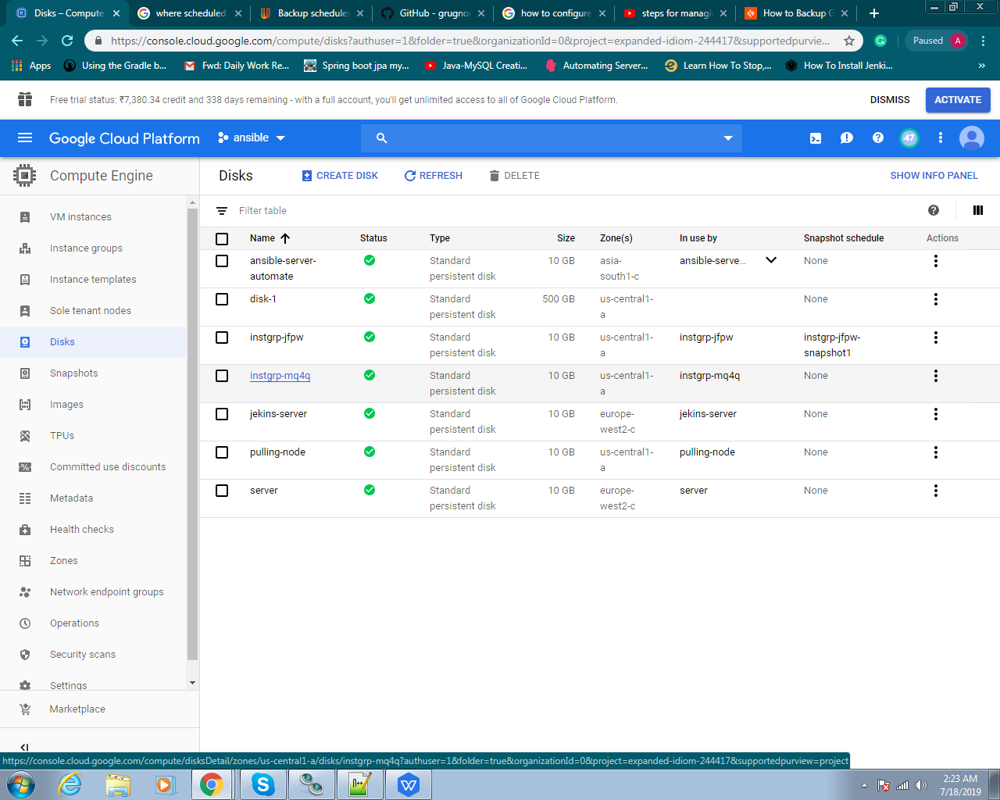 Disks – Compute
where scheduled
Backup schedule
GitHub - grugno
how to configure
steps for manag
How to Backup G
https://console.cloud.google.com/compute/disks?authuser=1&folder=true&organizationId=0&project=expanded-idiom-244417&supportedpurvie...
Paused
A
Apps
Using the Gradle b...
Fwd: Daily Work Re...
Spring boot jpa my...
Java-MySQL Creati...
Automating Server...
Learn How To Stop,...
How To Install Jenki...
»
Free trial status: ₹7,380.34 credit and 338 days remaining - with a full account, you'll get unlimited access to all of Google Cloud Platform.
DISMISS
ACTIVATE
Google Cloud Platform
ansible
47
Compute Engine
Disks
CREATE DISK
REFRESH
DELETE
SHOW INFO PANEL
VM instances
Instance groups
Instance templates
Sole tenant nodes
Disks
Snapshots
Images
TPUs
Committed use discounts
Metadata
Health checks
Zones
Network endpoint groups
Operations
Security scans
Settings
Marketplace
Filter table
Name Status Type Size Zone(s) In use by Snapshot schedule Actions
ansible-server- Standard 10 GB asia- ansible-serve... None
automate persistent disk south1-c
disk-1 Standard 500 GB us-central1- None
persistent disk a
instgrp-jfpw Standard 10 GB us-central1- instgrp-jfpw instgrp-jfpw-
persistent disk a snapshot1
instgrp-mq4q Standard 10 GB us-central1- instgrp-mq4q None
persistent disk a
jekins-server Standard 10 GB europe- jekins-server None
persistent disk west2-c
pulling-node Standard 10 GB us-central1- pulling-node None
persistent disk a
server Standard 10 GB europe- server None
persistent disk west2-c
https://console.cloud.google.com/compute/disksDetail/zones/us-central1-a/disks/instgrp-mq4q?authuser=1&folder=true&organizationId=0&project=expanded-idiom-244417&supportedpurview=project
2:23 AM
7/18/2019